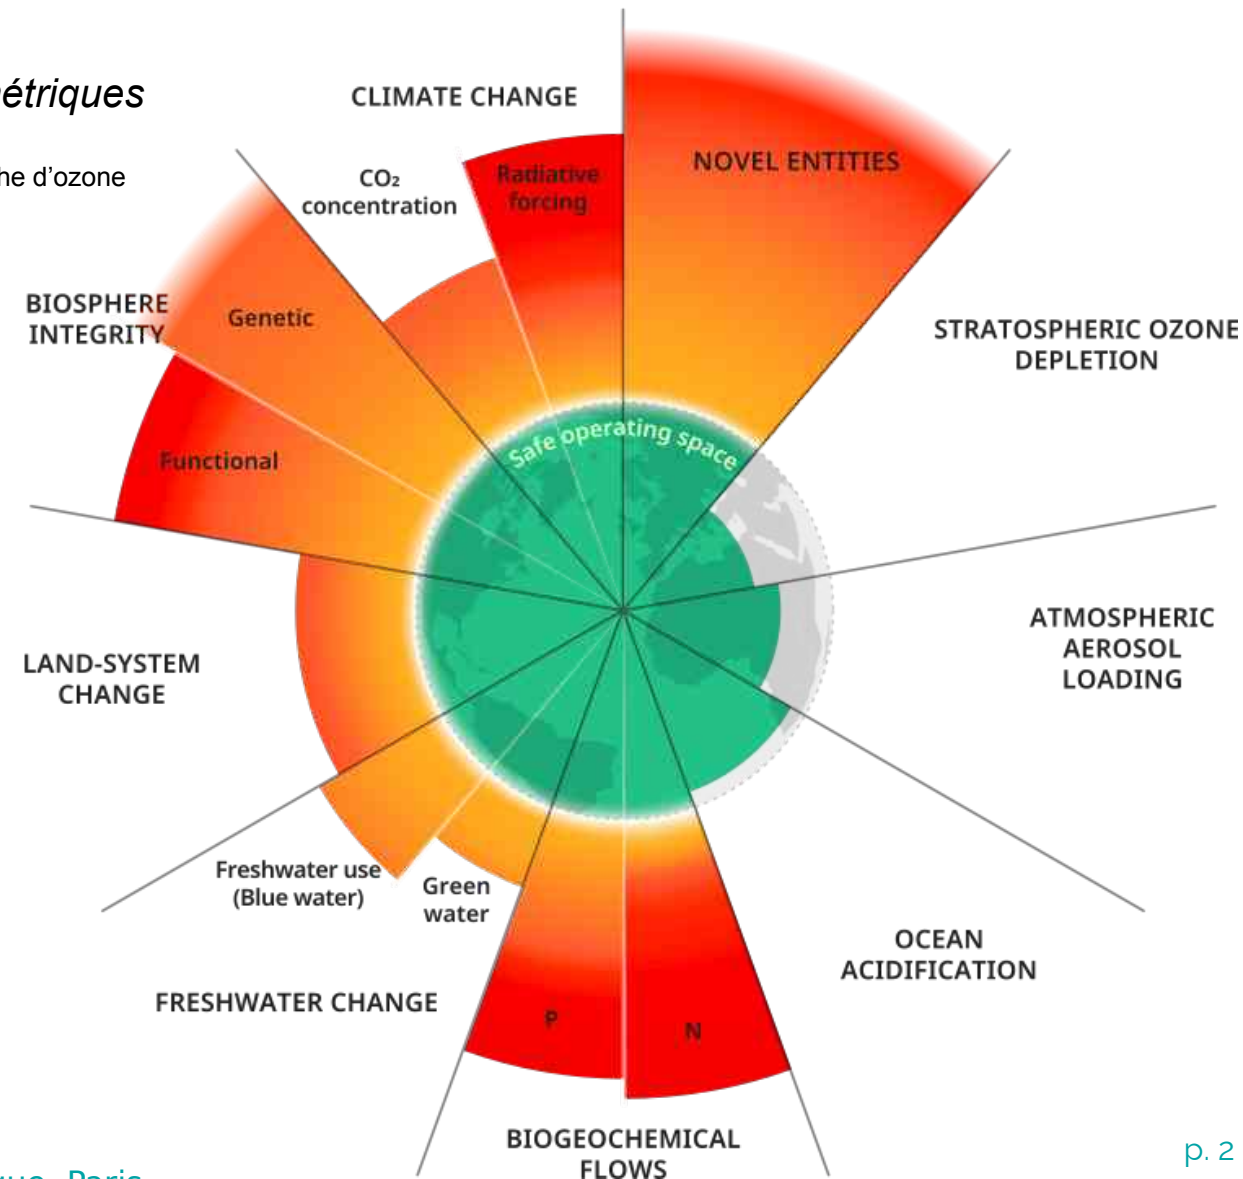 étriques
he d'ozone
CLIMATE CHANGE
CO₂
concentration
Radiative
forcing
NOVEL ENTITIES
STRATOSPHERIC OZONE
DEPLETION
BIOSPHERE
INTEGRITY
Genetic
Functional
Safe operating space
ATMOSPHERIC
AEROSOL
LOADING
LAND-SYSTEM
CHANGE
Freshwater use
(Blue water)
Green
water
OCEAN
ACIDIFICATION
FRESHWATER CHANGE
P
N
BIOGEOCHEMICAL
FLOWS
p. 2